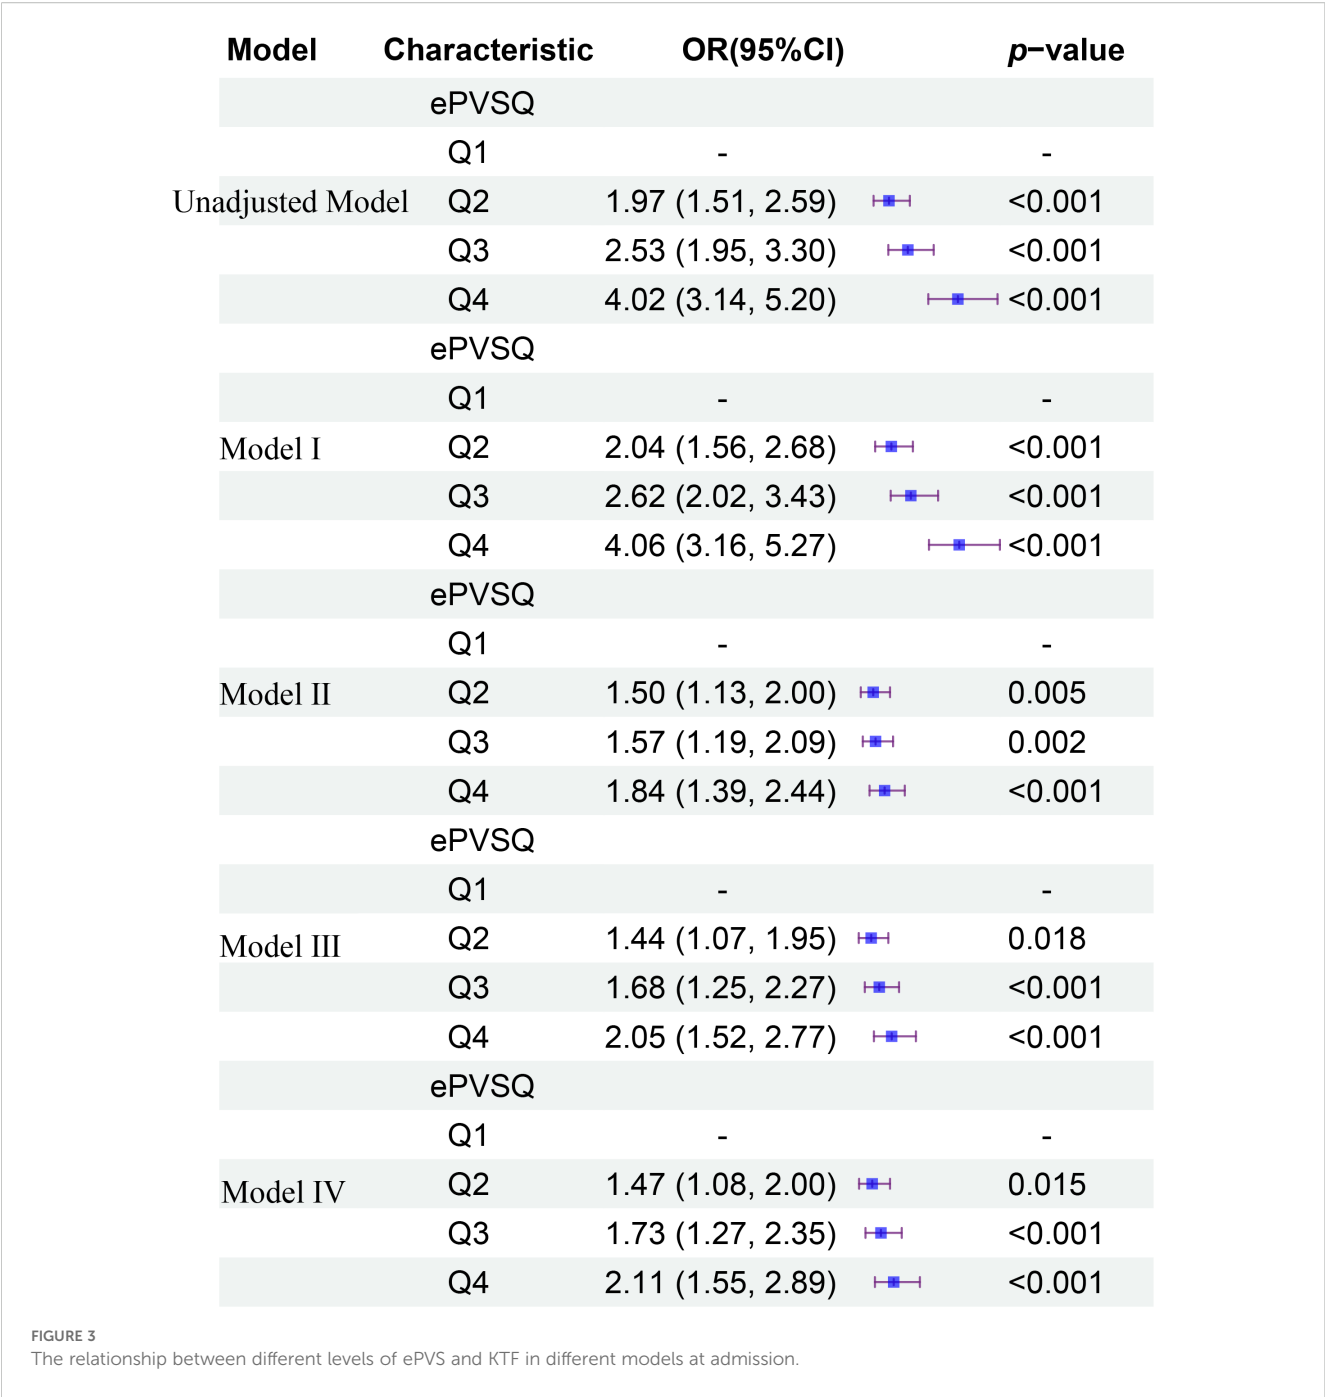 Model Characteristic OR(95%CI) p−value
ePVSQ
Q1 - -
Unadjusted Model Q2 1.97 (1.51, 2.59) <0.001
Q3 2.53 (1.95, 3.30) <0.001
Q4 4.02 (3.14, 5.20) <0.001
ePVSQ
Q1 - -
Model I Q2 2.04 (1.56, 2.68) <0.001
Q3 2.62 (2.02, 3.43) <0.001
Q4 4.06 (3.16, 5.27) <0.001
ePVSQ
Q1 - -
Model II Q2 1.50 (1.13, 2.00) 0.005
Q3 1.57 (1.19, 2.09) 0.002
Q4 1.84 (1.39, 2.44) <0.001
ePVSQ
Q1 - -
Model III Q2 1.44 (1.07, 1.95) 0.018
Q3 1.68 (1.25, 2.27) <0.001
Q4 2.05 (1.52, 2.77) <0.001
ePVSQ
Q1 - -
Model IV Q2 1.47 (1.08, 2.00) 0.015
Q3 1.73 (1.27, 2.35) <0.001
Q4 2.11 (1.55, 2.89) <0.001
FIGURE 3
The relationship between different levels of ePVS and KTF in different models at admission.